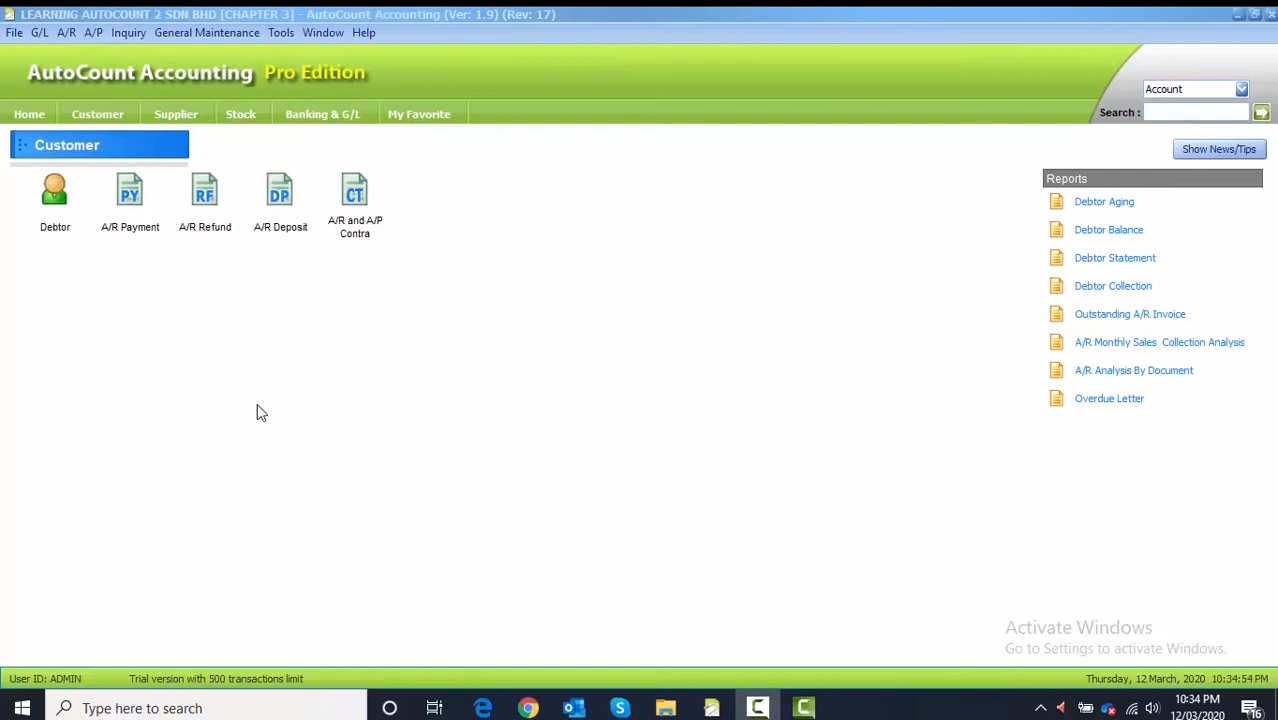 LEARNING AUTOCOUNT 2 SDN BHD [CHAPTER 3] - AutoCount Accounting (Ver: 1.9) (Rev: 17)
File G/L A/R A/P Inquiry General Maintenance Tools Window Help
AutoCount Accounting Pro Edition
Account
Search :
Home Customer Supplier Stock Banking & G/L My Favorite
Customer
Show News/Tips
PY RF DP CT
Debtor A/R Payment A/R Refund A/R Deposit A/R and A/P
Contra
Reports
Debtor Aging
Debtor Balance
Debtor Statement
Debtor Collection
Outstanding A/R Invoice
A/R Monthly Sales Collection Analysis
A/R Analysis By Document
Overdue Letter
Activate Windows
Go to Settings to activate Windows.
User ID: ADMIN Trial version with 500 transactions limit Thursday, 12 March, 2020 10:34:54 PM
Type here to search
10:34 PM
12/03/2020
16